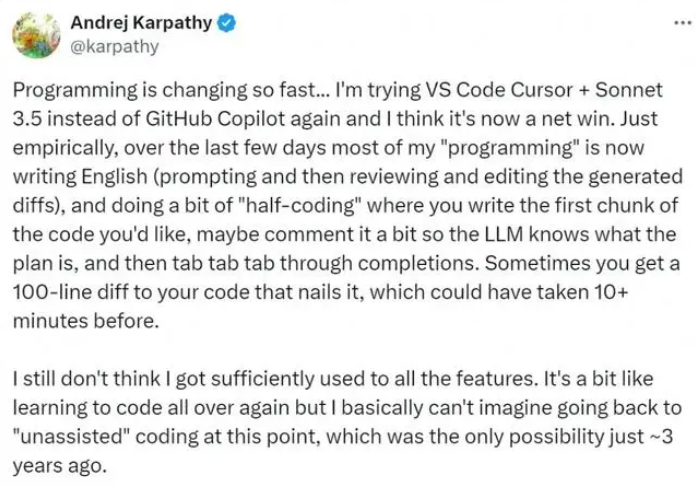 Andrej Karpathy
@karpathy
Programming is changing so fast... I'm trying VS Code Cursor + Sonnet
3.5 instead of GitHub Copilot again and I think it's now a net win. Just
empirically, over the last few days most of my "programming" is now
writing English (prompting and then reviewing and editing the generated
diffs), and doing a bit of "half-coding" where you write the first chunk of
the code you'd like, maybe comment it a bit so the LLM knows what the
plan is, and then tab tab tab through completions. Sometimes you get a
100-line diff to your code that nails it, which could have taken 10+
minutes before.
I still don't think I got sufficiently used to all the features. It's a bit like
learning to code all over again but I basically can't imagine going back to
"unassisted" coding at this point, which was the only possibility just ~3
years ago.